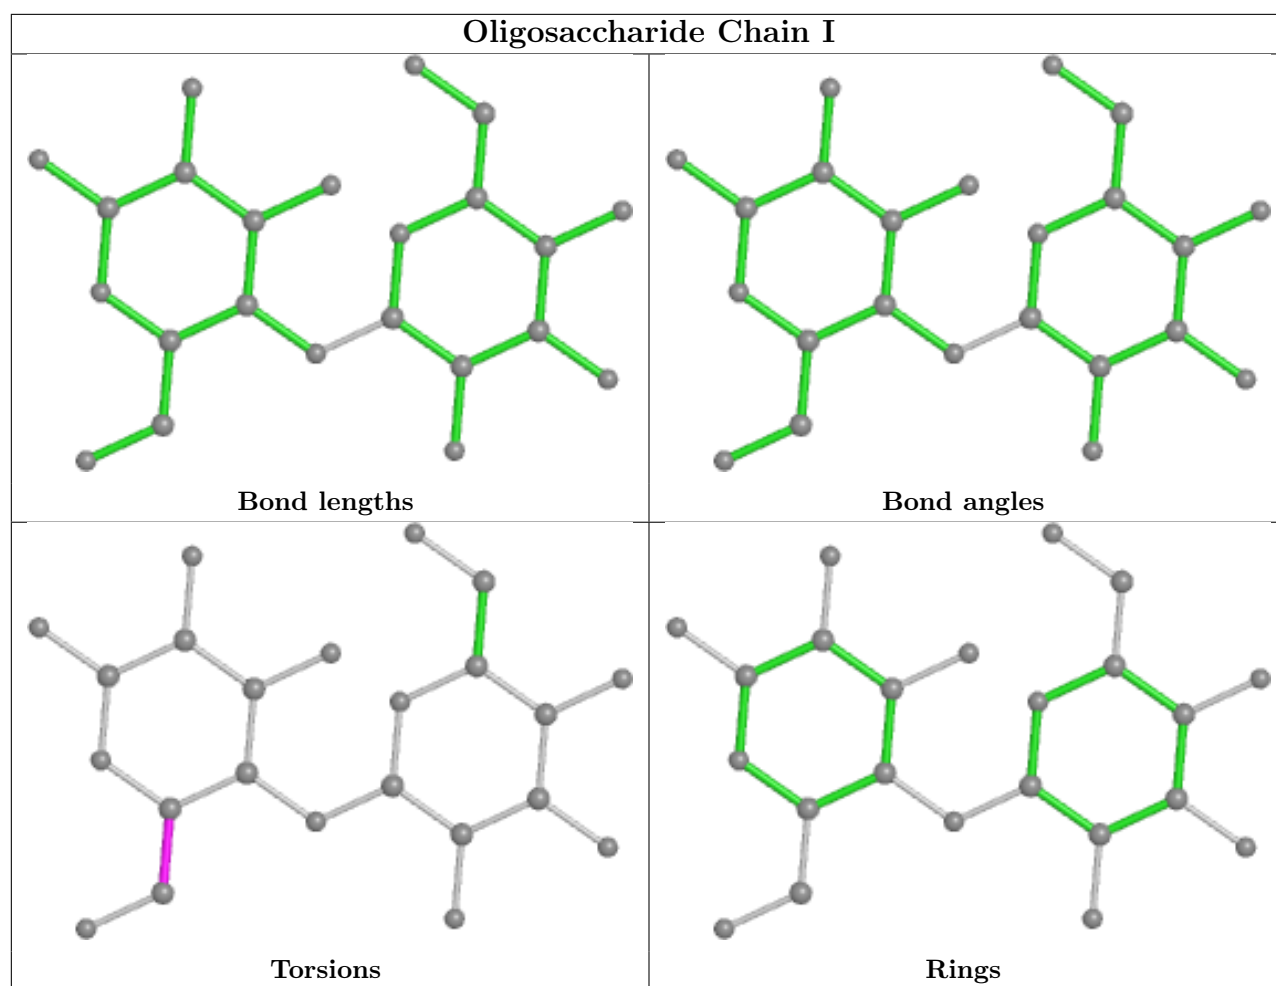 Oligosaccharide Chain I
Bond lengths
Bond angles
Torsions
Rings